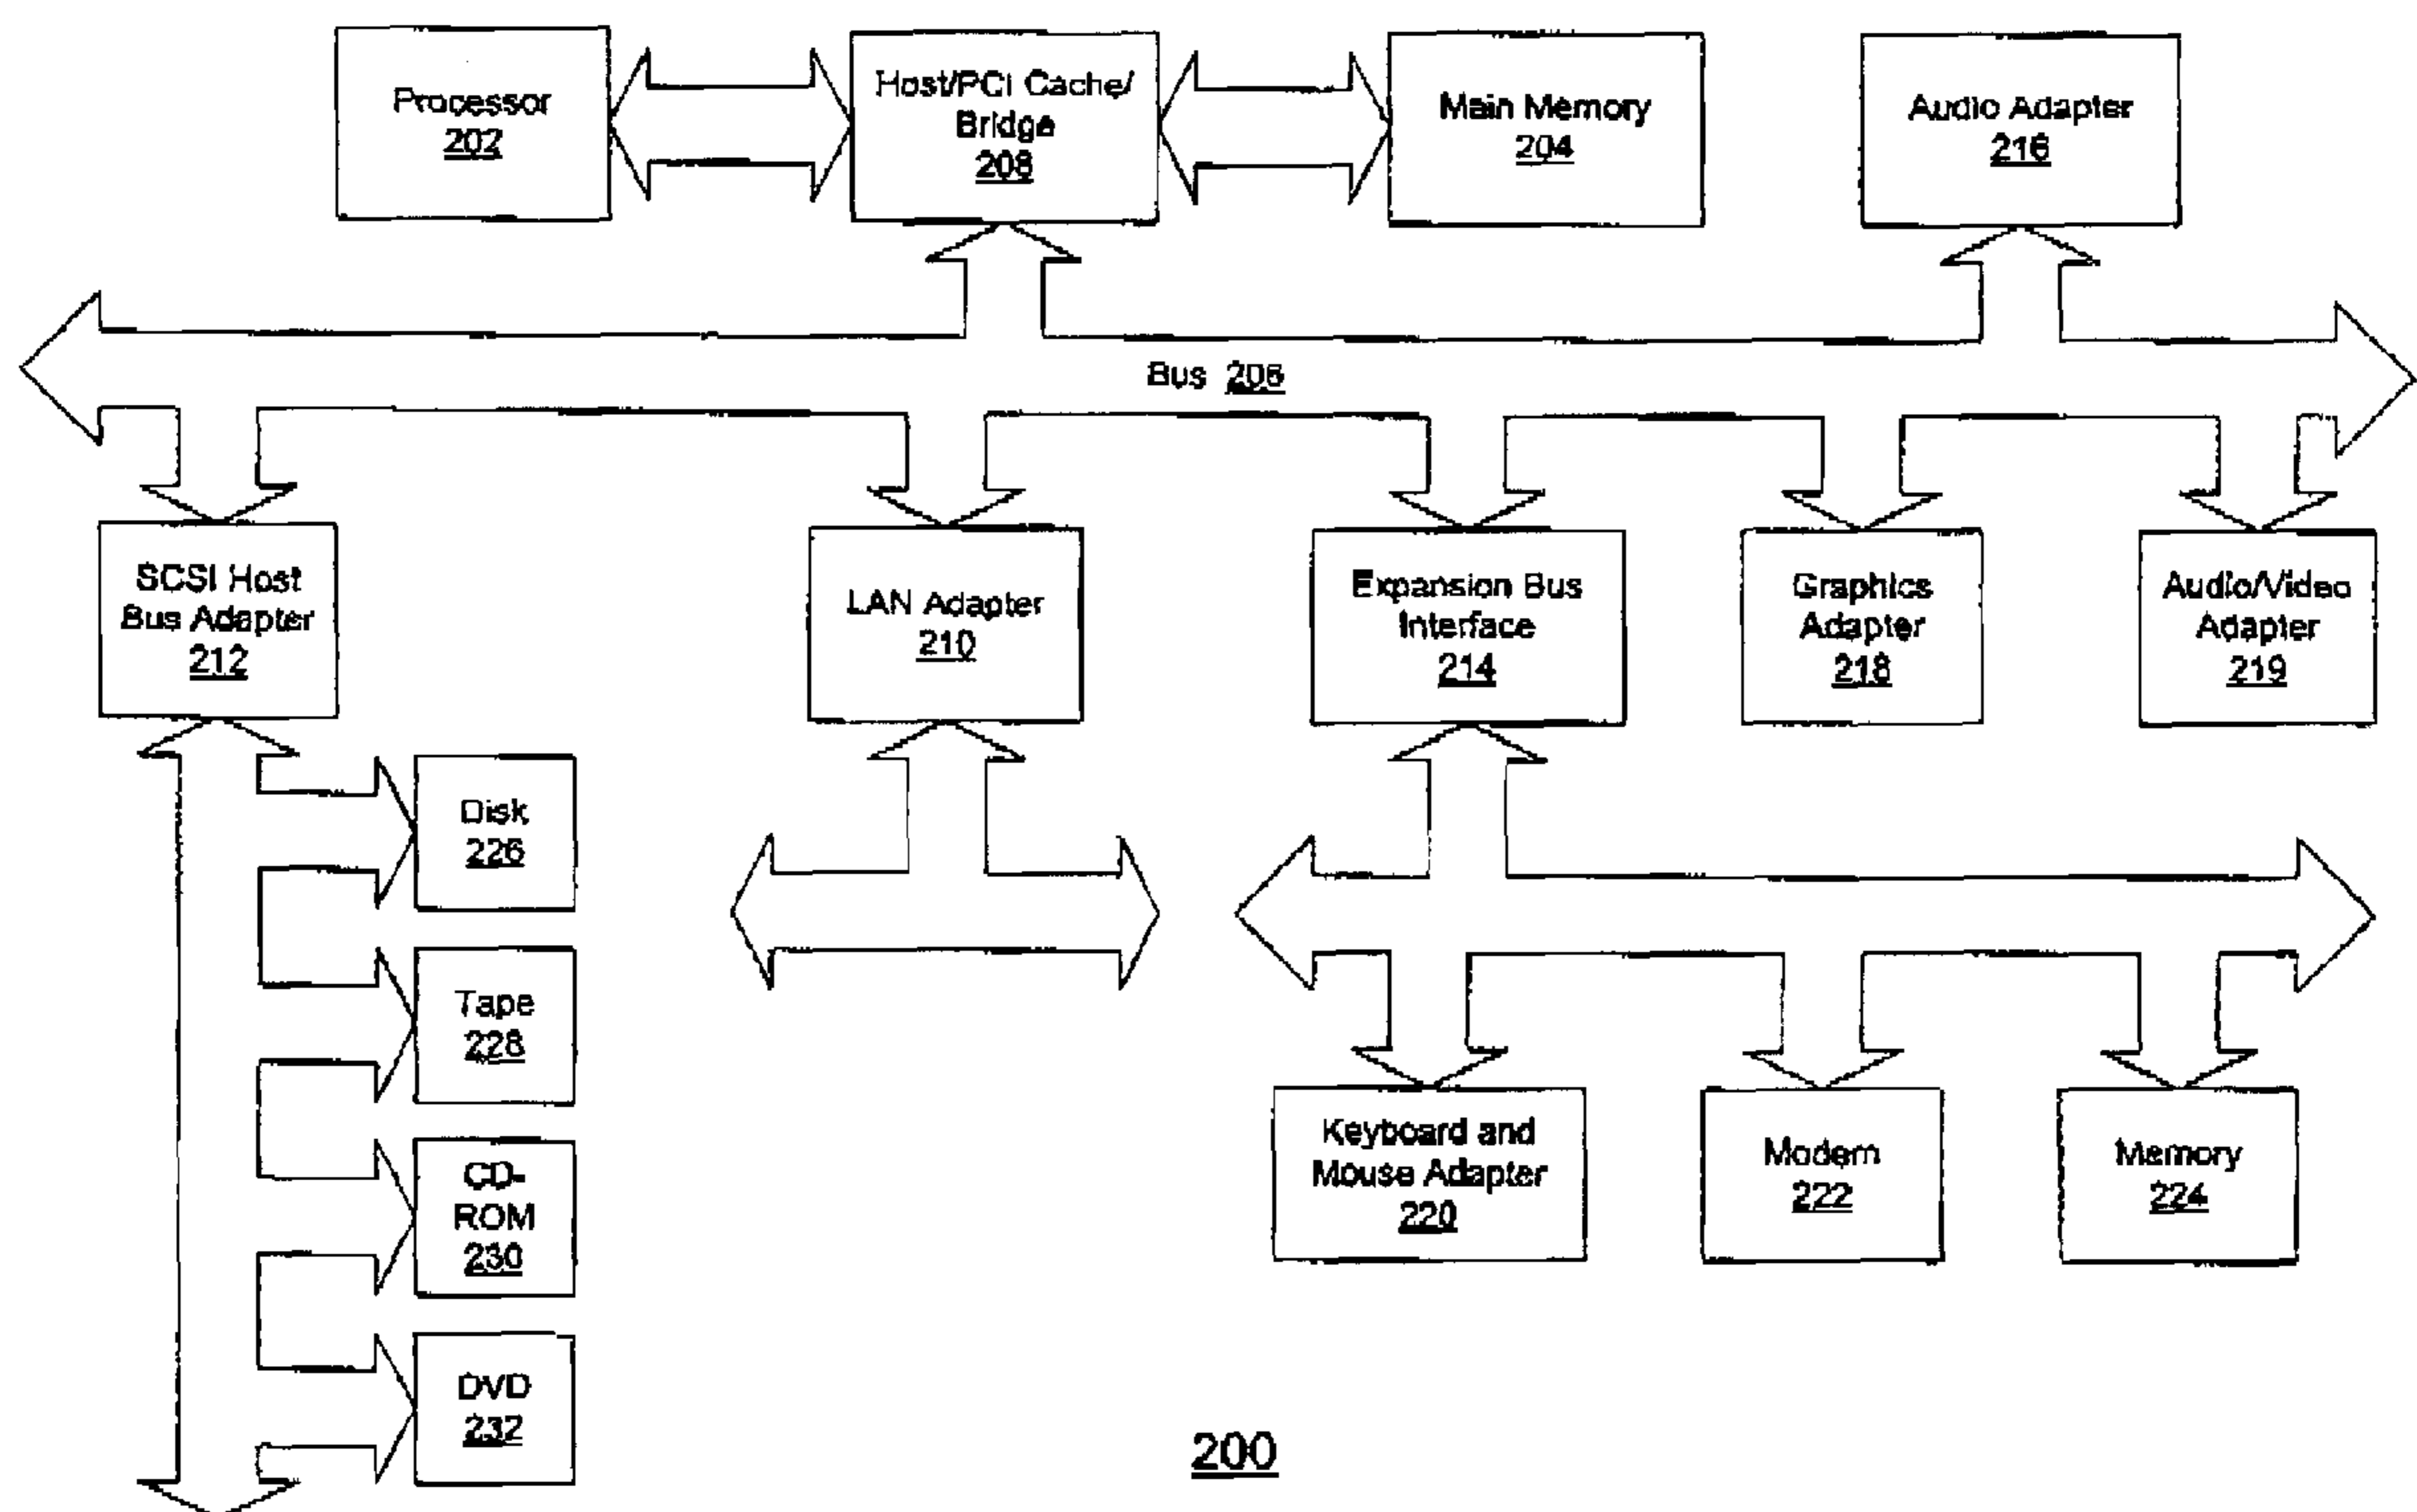 Processor
202
Host/PCI Cache/
Bridge
208
Main Memory
204
Audio Adapter
216
Bus 206
SCSI Host
Bus Adapter
212
LAN Adapter
210
Expansion Bus
Interface
214
Graphics
Adapter
218
Audio/Video
Adapter
219
Disk
226
Tape
228
CD-
ROM
230
DVD
232
Keyboard and
Mouse Adapter
220
Modem
222
Memory
224
200